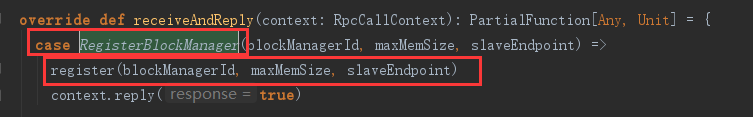 override def receiveAndReply(context: RpcCallContext): PartialFunction[Any, Unit] = {
case RegisterBlockManager(blockManagerId, maxMemSize, slaveEndpoint) =>
register(blockManagerId, maxMemSize, slaveEndpoint)
context.reply( response = true)